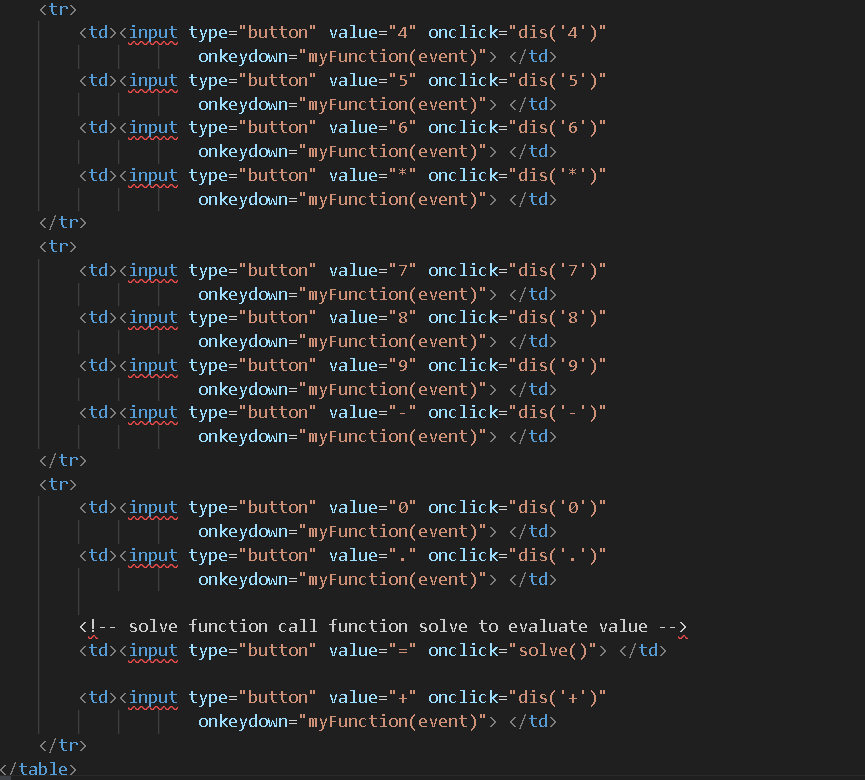 <tr>
<td><input type="button" value="4" onclick="dis('4')"
onkeydown="myFunction(event)"> </td>
<td><input type="button" value="5" onclick="dis('5')"
onkeydown="myFunction(event)"> </td>
<td><input type="button" value="6" onclick="dis('6')"
onkeydown="myFunction(event)"> </td>
<td><input type="button" value="*" onclick="dis('*')"
onkeydown="myFunction(event)"> </td>
</tr>
<tr>
<td><input type="button" value="7" onclick="dis('7')"
onkeydown="myFunction(event)"> </td>
<td><input type="button" value="8" onclick="dis('8')"
onkeydown="myFunction(event)"> </td>
<td><input type="button" value="9" onclick="dis('9')"
onkeydown="myFunction(event)"> </td>
<td><input type="button" value="-" onclick="dis('-')"
onkeydown="myFunction(event)"> </td>
</tr>
<tr>
<td><input type="button" value="0" onclick="dis('0')"
onkeydown="myFunction(event)"> </td>
<td><input type="button" value="." onclick="dis('.')"
onkeydown="myFunction(event)"> </td>
<!-- solve function call function solve to evaluate value -->
<td><input type="button" value="=" onclick="solve()"> </td>
<td><input type="button" value="+" onclick="dis('+')"
onkeydown="myFunction(event)"> </td>
</tr>
</table>